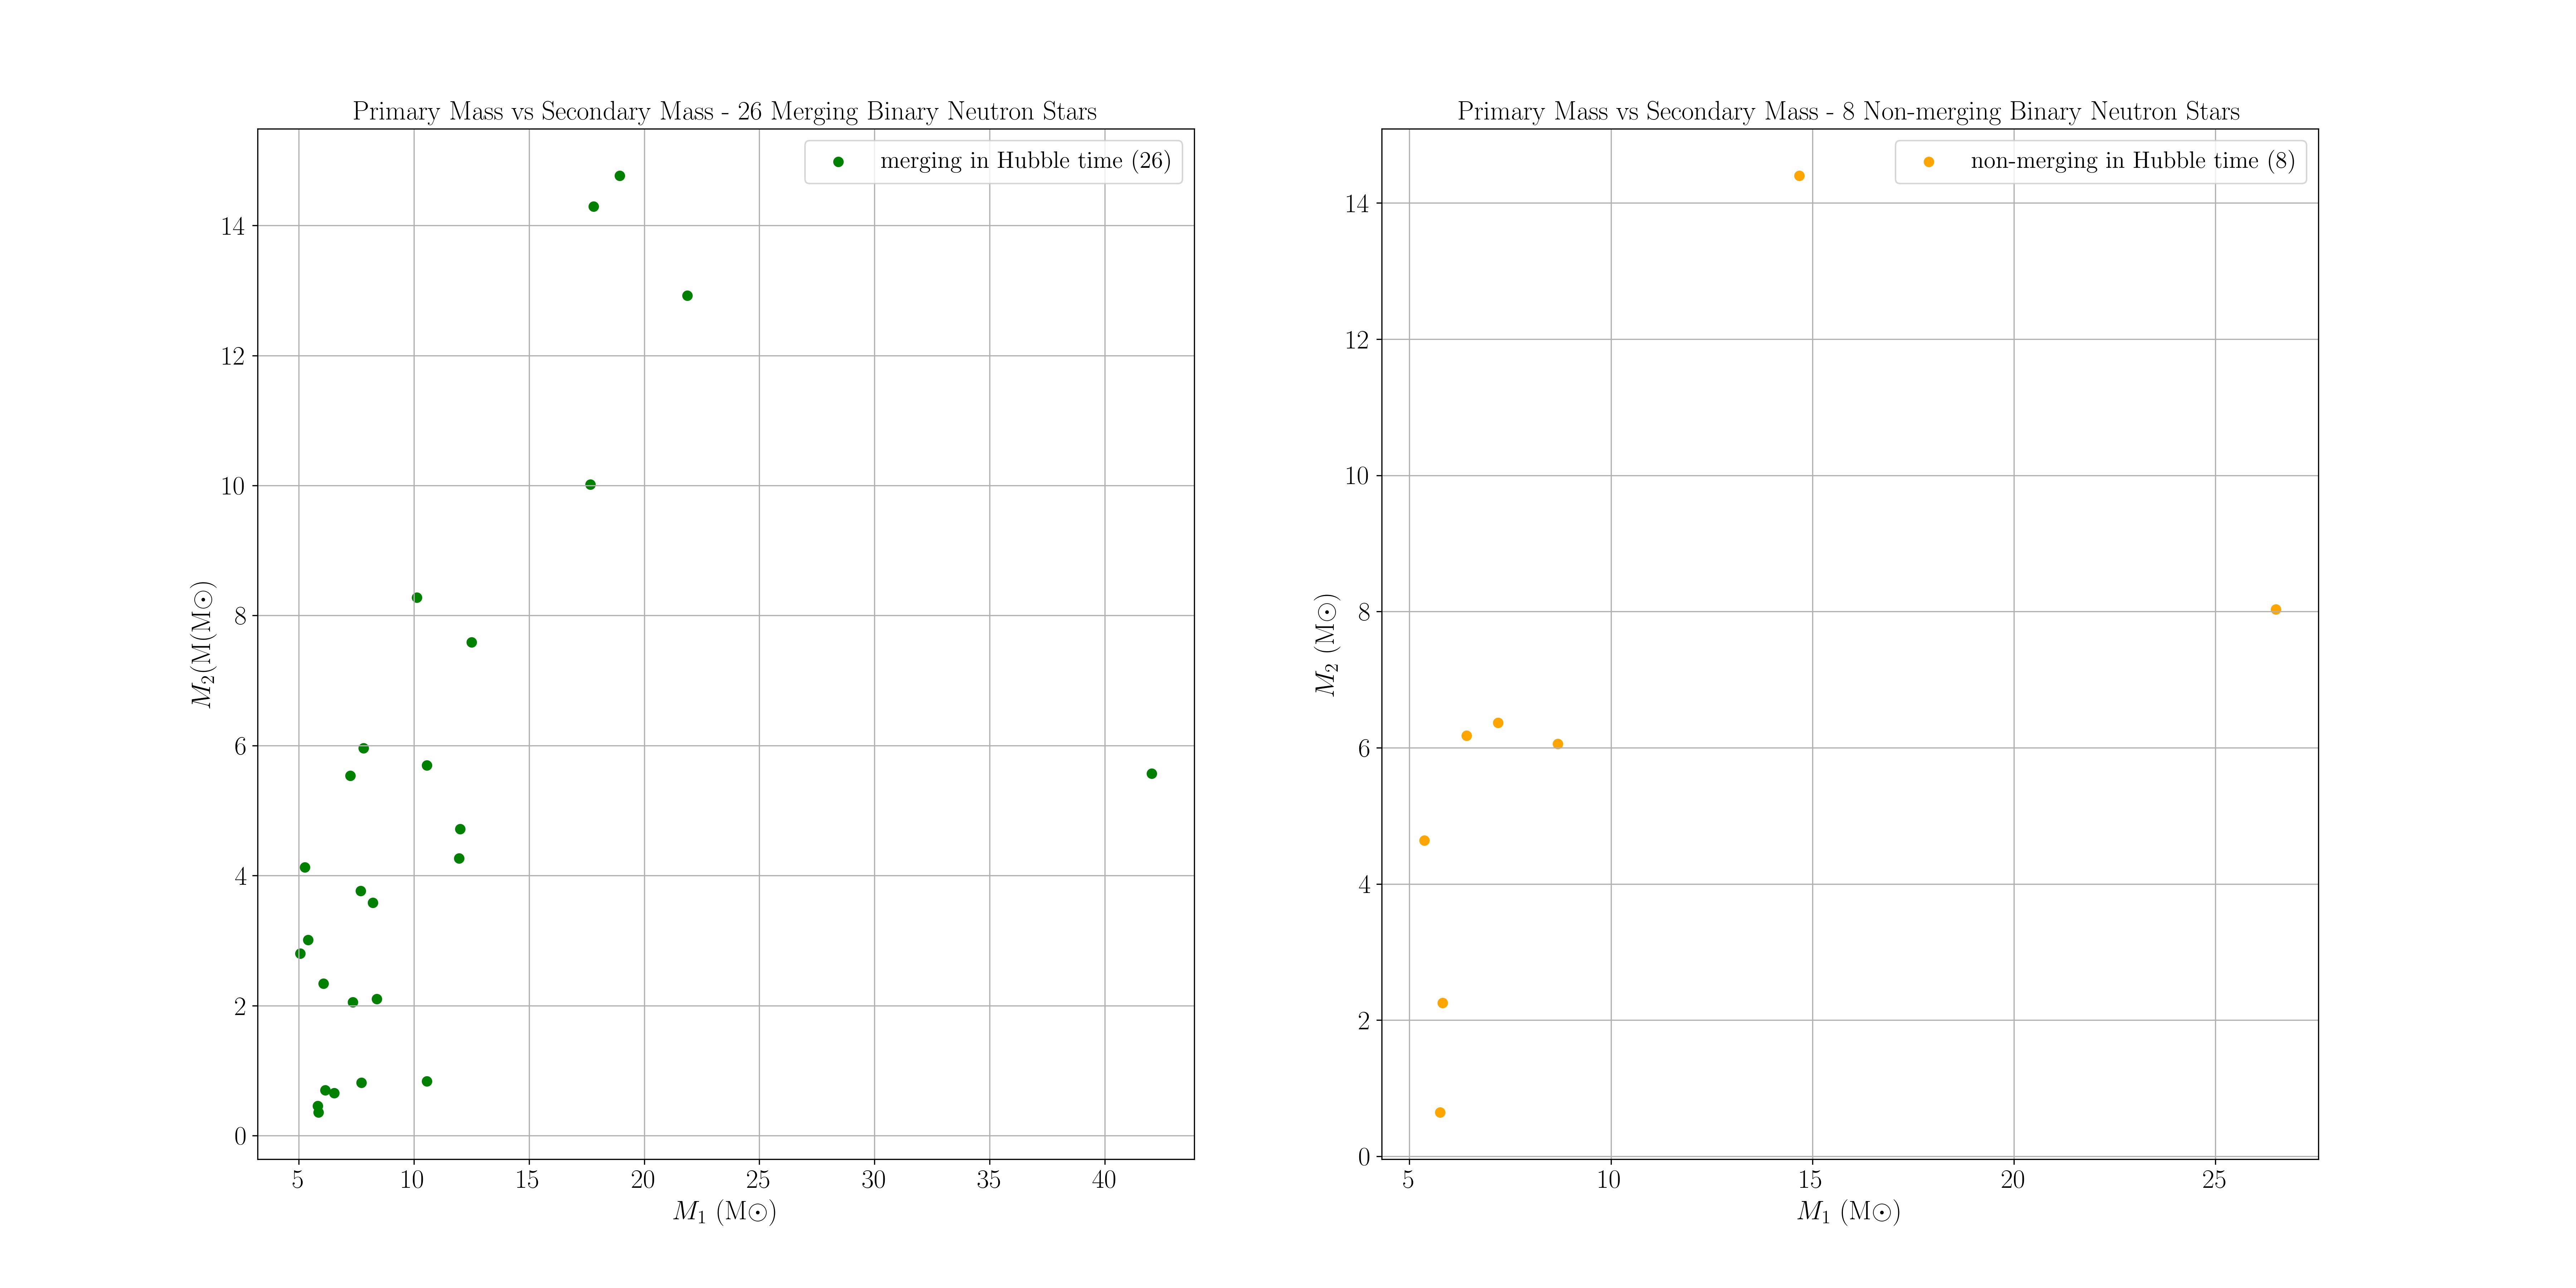 Primary Mass vs Secondary Mass - 26 Merging Binary Neutron Stars
merging in Hubble time (26)
14
12
10
8
6
4
2
0
M₂(M(M⊙)
5 10 15 20 25 30 35 40
M₁ (M⊙)
Primary Mass vs Secondary Mass - 8 Non-merging Binary Neutron Stars
non-merging in Hubble time (8)
14
12
10
8
6
4
2
0
M₂ (M⊙)
5 10 15 20 25
M₁ (M⊙)